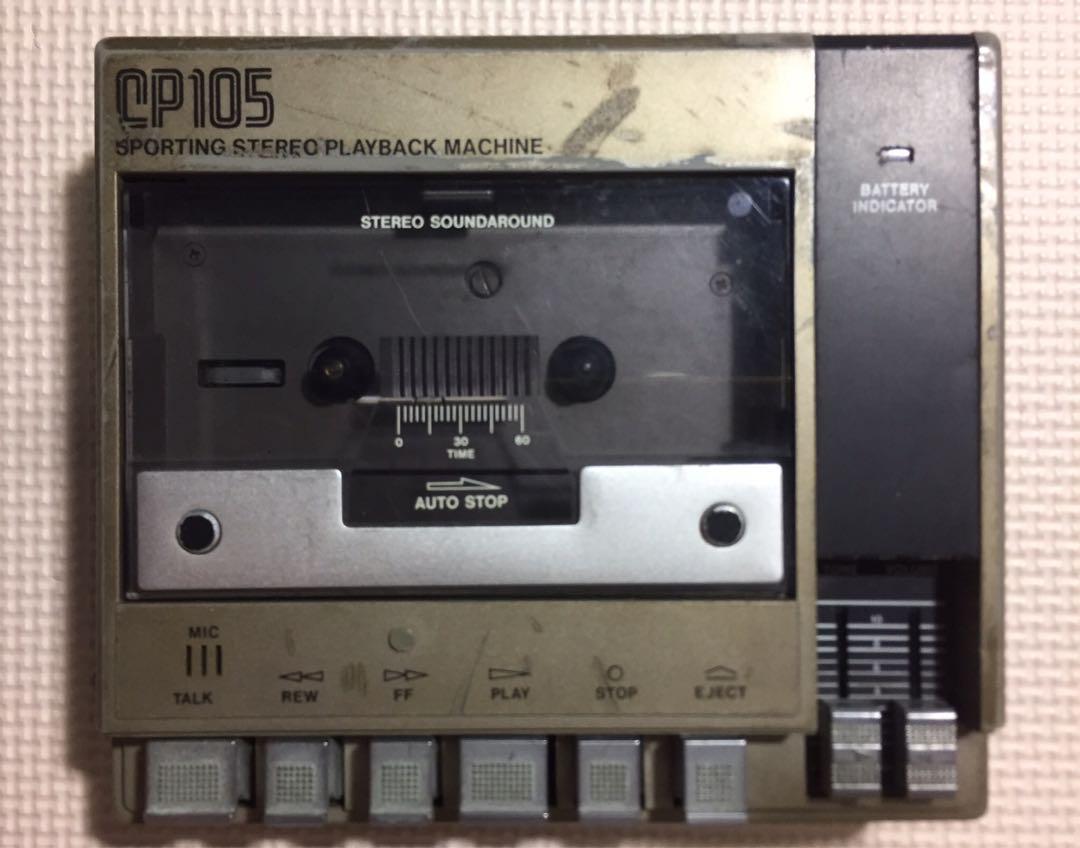 CP105
SPORTING STEREO PLAYBACK MACHINE
BATTERY
INDICATOR
STEREO SOUNDAROUND
0 30 60
TIME
AUTO STOP
MIC
TALK
REW
FF
PLAY
STOP
EJECT
10